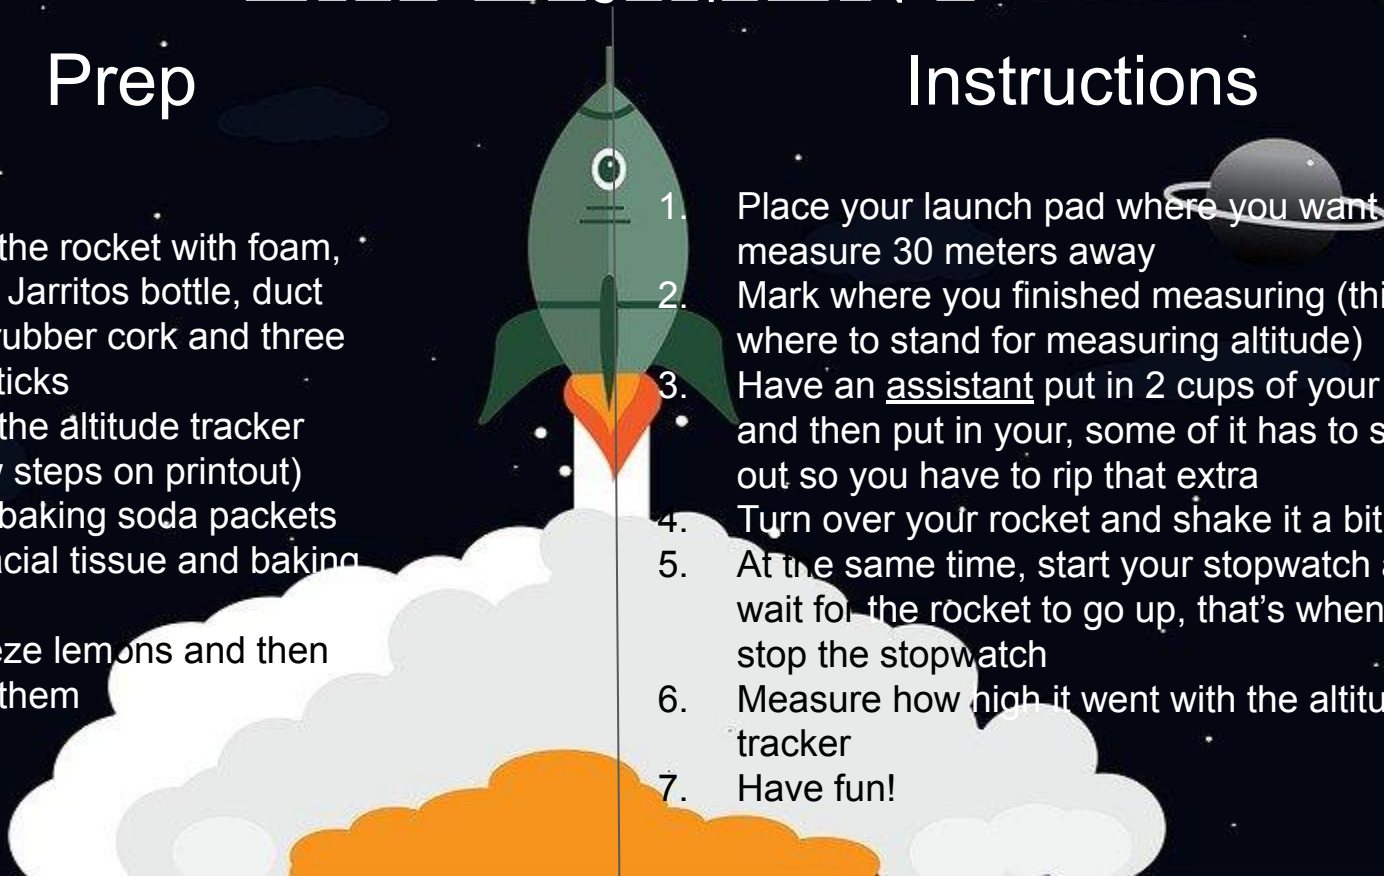 Prep
the rocket with foam,
Jarritos bottle, duct
rubber cork and three
ticks
the altitude tracker
steps on printout)
baking soda packets
acial tissue and baking
eze lemons and then
them
Instructions
1. Place your launch pad where you want
measure 30 meters away
2. Mark where you finished measuring (thi
where to stand for measuring altitude)
3. Have an assistant put in 2 cups of your
and then put in your, some of it has to s
out so you have to rip that extra
4. Turn over your rocket and shake it a bit
5. At the same time, start your stopwatch
wait for the rocket to go up, that’s when
stop the stopwatch
6. Measure how high it went with the altitu
tracker
7. Have fun!